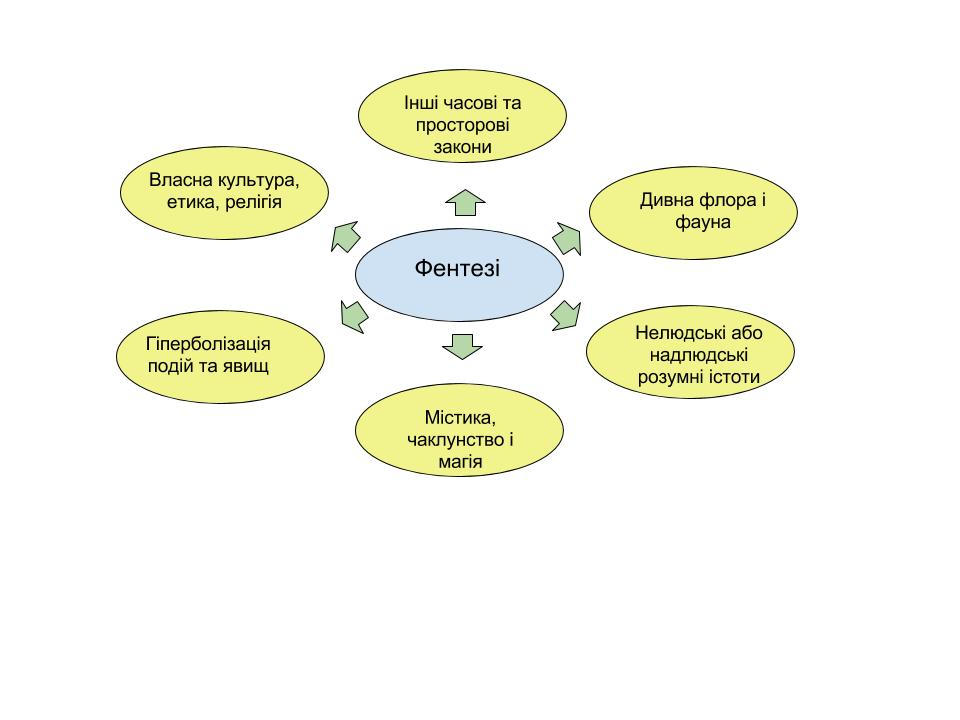 Інші часові та
просторові
закони
Власна культура,
етика, релігія
Дивна флора і
фауна
Фентезі
Гіперболізація
подій та явищ
Нелюдські або
надлюдські
розумні істоти
Містика,
чаклунство і
магія